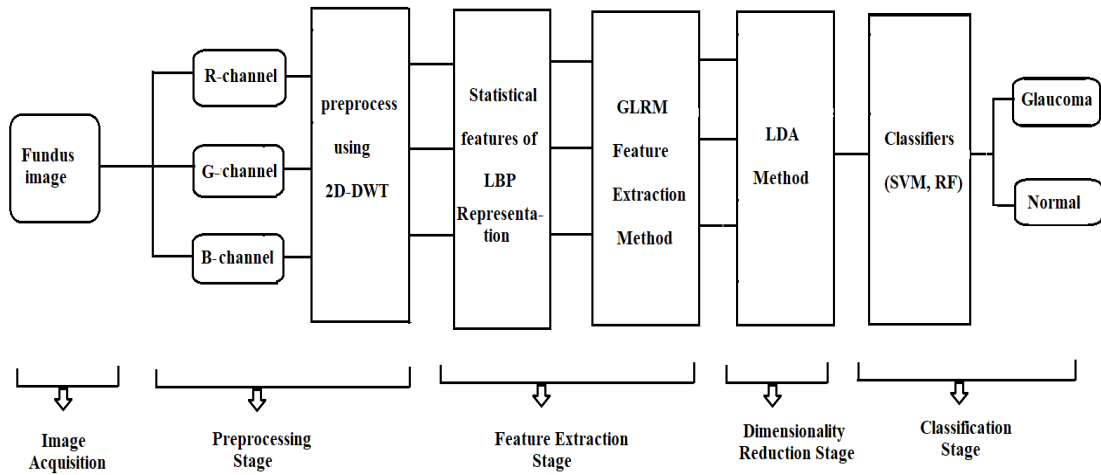 Fundus
image
R-channel
G-channel
B-channel
preprocess
using
2D-DWT
Statistical
features of
LBP
Representa-
tion
GLRM
Feature
Extraction
Method
LDA
Method
Classifiers
(SVM, RF)
Glaucoma
Normal
Image
Acquisition
Preprocessing
Stage
Feature Extraction
Stage
Dimensionality
Reduction Stage
Classification
Stage